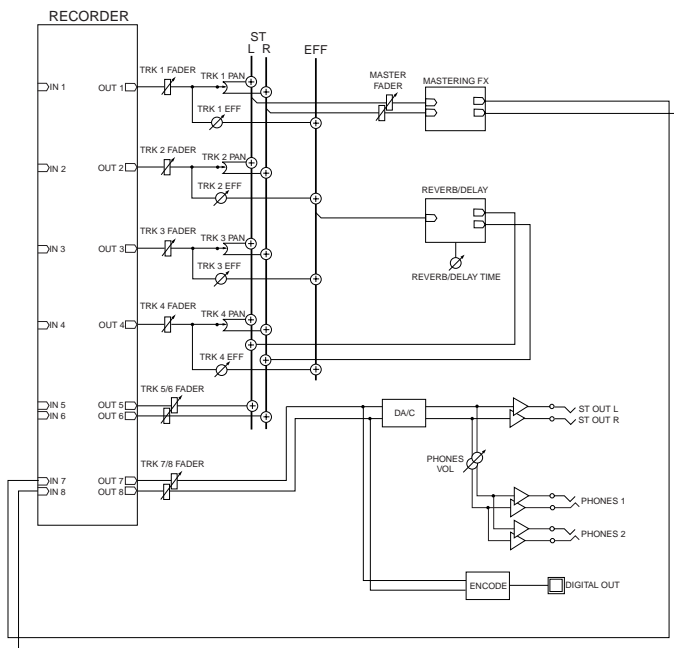 RECORDER
ST
L R
EFF
TRK 1 FADER
TRK 1 PAN
MASTER
FADER
MASTERING FX
IN 1
OUT 1
TRK 1 EFF
TRK 2 FADER
TRK 2 PAN
IN 2
OUT 2
TRK 2 EFF
REVERB/DELAY
TRK 3 FADER
TRK 3 PAN
IN 3
OUT 3
TRK 3 EFF
REVERB/DELAY TIME
TRK 4 FADER
TRK 4 PAN
IN 4
OUT 4
TRK 4 EFF
TRK 5/6 FADER
IN 5
OUT 5
IN 6
OUT 6
DA/C
ST OUT L
ST OUT R
TRK 7/8 FADER
PHONES
VOL
IN 7
OUT 7
IN 8
OUT 8
PHONES 1
PHONES 2
ENCODE
DIGITAL OUT